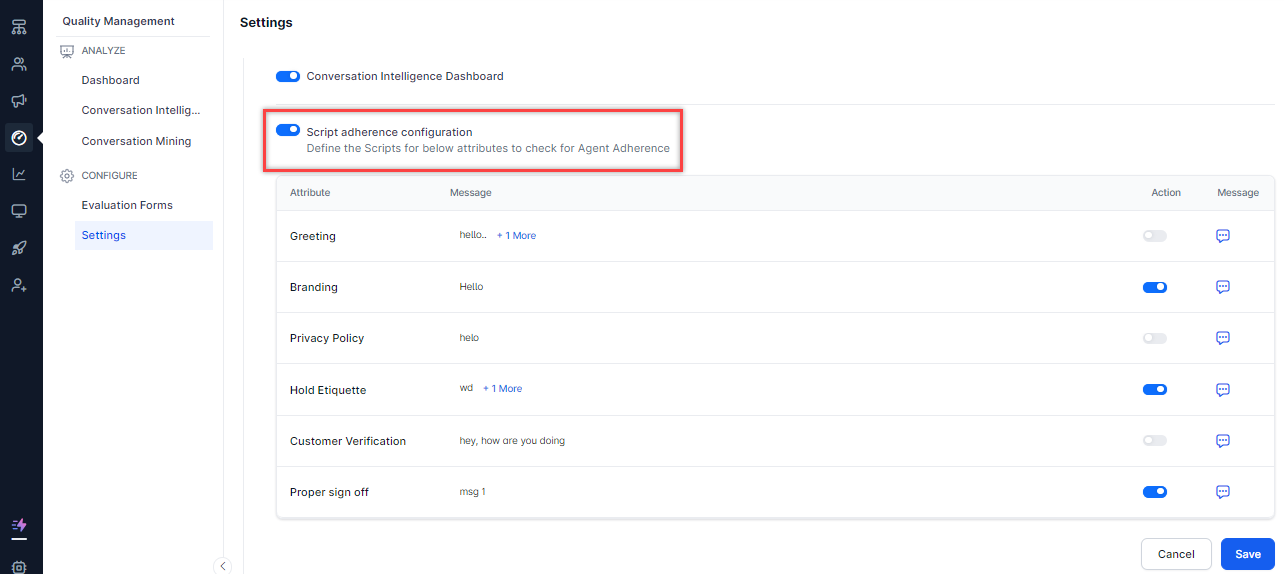 Quality Management
ANALYZE
Dashboard
Conversation Intellig...
Conversation Mining
CONFIGURE
Evaluation Forms
Settings
Settings
Conversation Intelligence Dashboard
Script adherence configuration
Define the Scripts for below attributes to check for Agent Adherence
Attribute Message Action Message
Greeting hello.. + 1 More
Branding Hello
Privacy Policy helo
Hold Etiquette wd + 1 More
Customer Verification hey, how are you doing
Proper sign off msg 1
Cancel Save